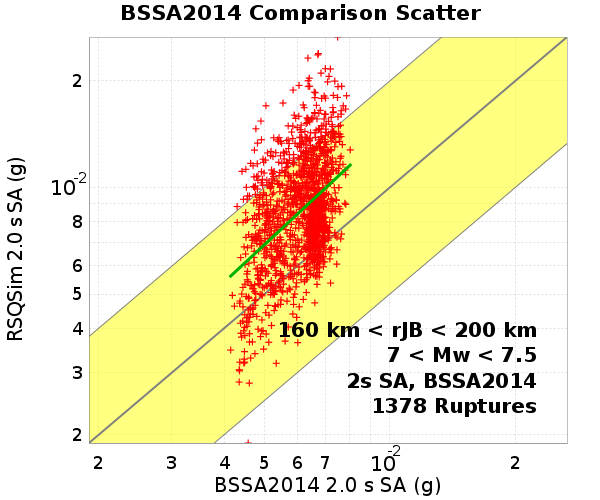 BSSA2014 Comparison Scatter
RSQSim 2.0 s SA (g)
2
10-2
8
6
5
4
3
2
160 km < rJB < 200 km
7 < Mw < 7.5
2s SA, BSSA2014
1378 Ruptures
2 3 4 5 6 7 10-2 2
BSSA2014 2.0 s SA (g)